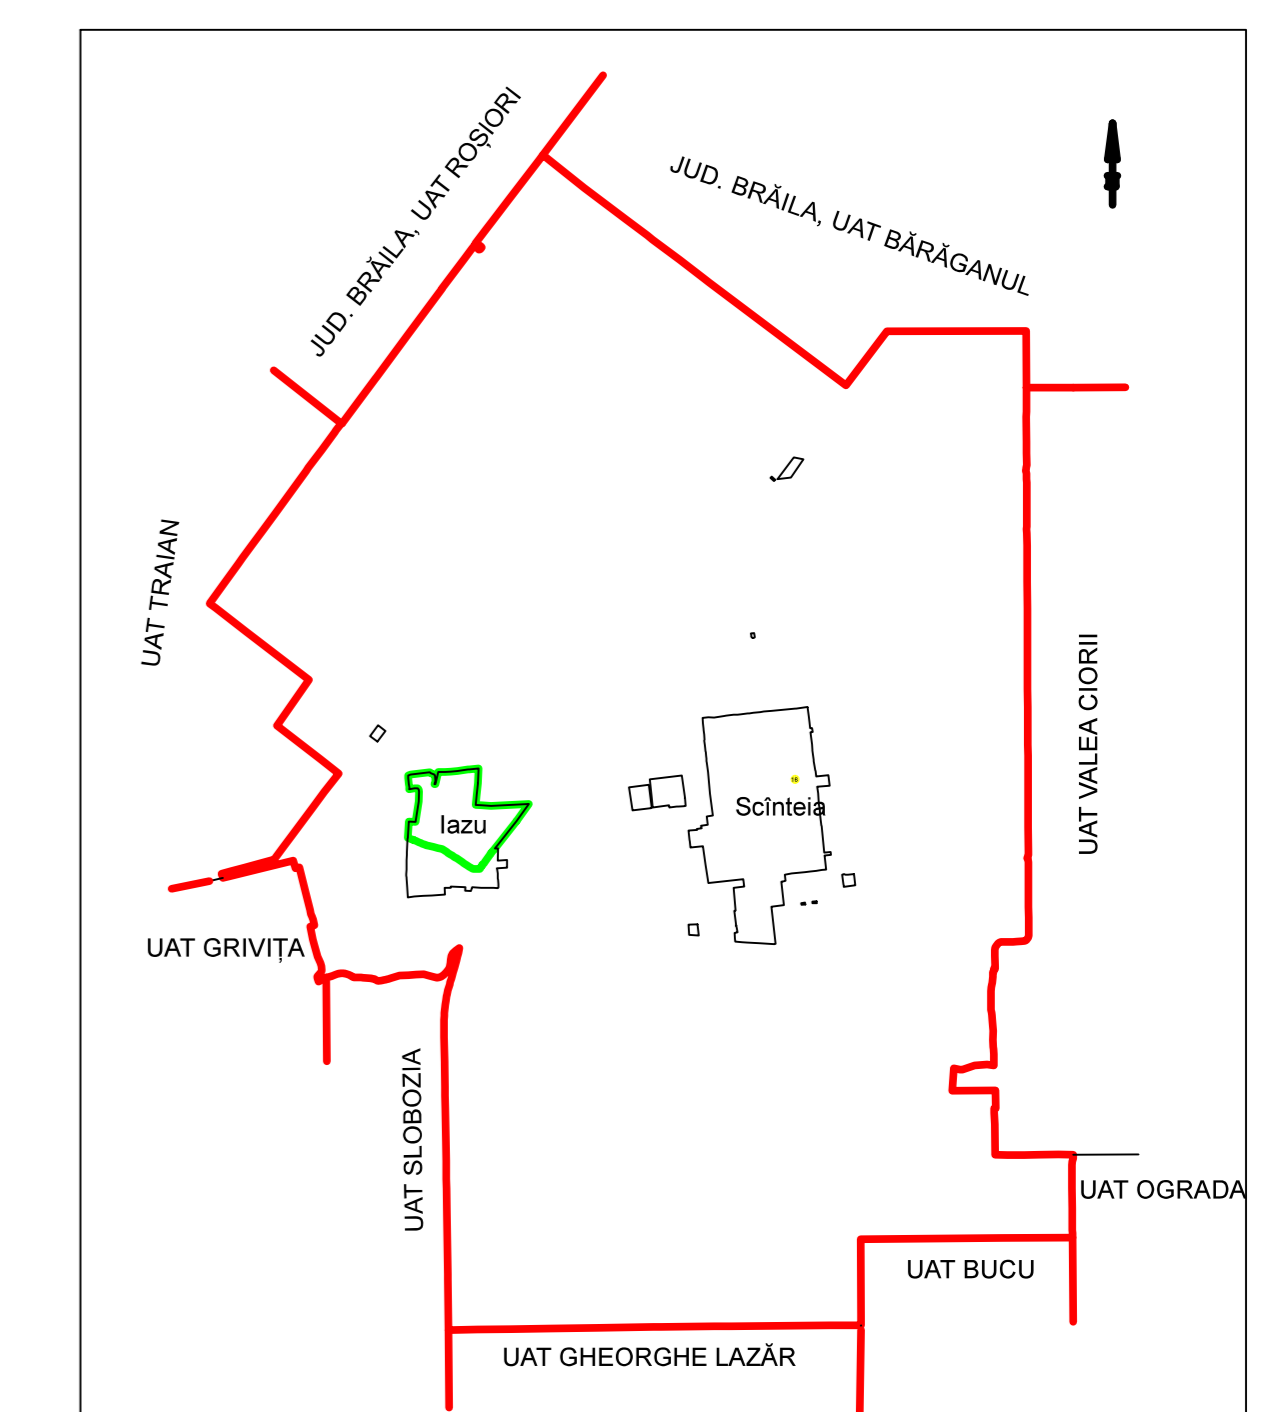 JUD. BRĂILA, UAT ROȘIORI
JUD. BRĂILA, UAT BĂRĂGANUL
UAT TRAIAN
UAT VALEA CIORII
16
Scînteia
Iazu
UAT GRIVIȚA
UAT SLOBOZIA
UAT OGRADA
UAT BUCU
UAT GHEORGHE LAZĂR